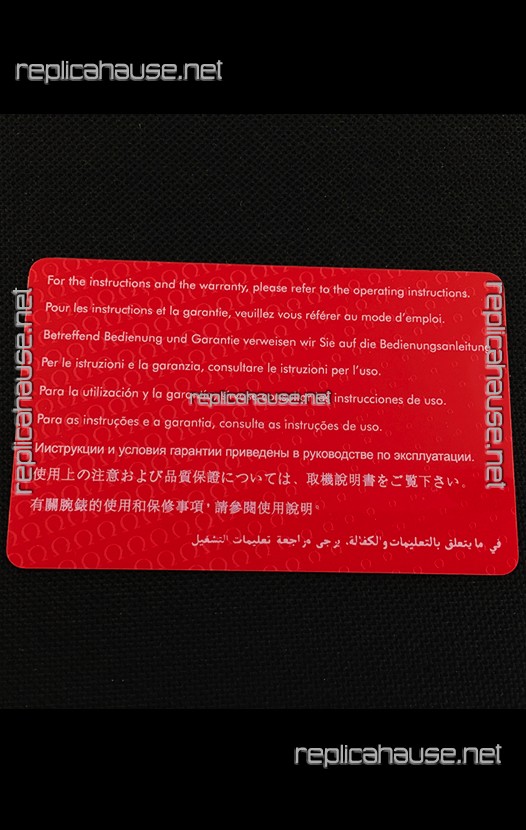 replicahause.net
For the instructions and the warranty, please refer to the operating instructions.
Pour les instructions et la garantie, veuillez vous référer au mode d'emploi.
Betreffend Bedienung und Garantie verweisen wir Sie auf die Bedienungsanleitung
Per le istruzioni e la garanzia, consultare le istruzioni per l'uso.
Para la utilización y la instrucciones de uso.
replicahause.net
Para as instruções e a garantia, consulte as instruções de uso.
Инструкции и условия гарантии приведены в руководстве по эксплуатации.
使用上の注意および品質保證については、取機說明書をご覽下さい。
有關腕錶的使用和保修事項，請參閱使用說明。
في ما يتعلق بالتعليمات والكفالة، يرجى مراجعة تعليمات التشغيل
replicahause.net
replicahause.net
replicahause.net